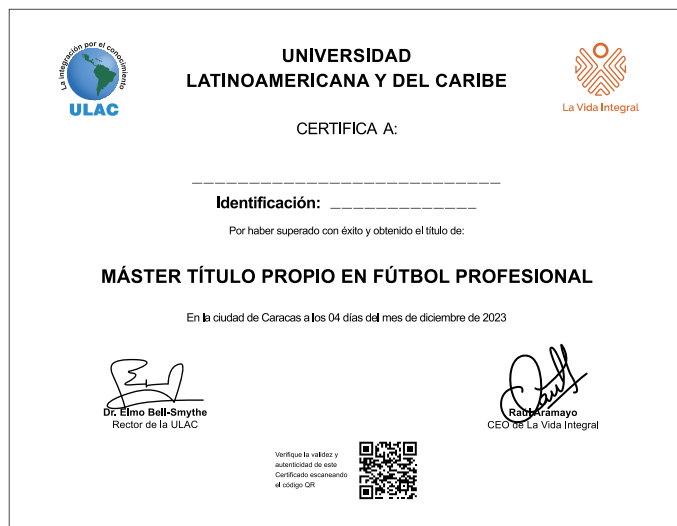 La integración por el conocimiento
ULAC
UNIVERSIDAD
LATINOAMERICANA Y DEL CARIBE
La Vida Integral
CERTIFICA A:
____________________________
Identificación: _____________
Por haber superado con éxito y obtenido el título de:
MÁSTER TÍTULO PROPIO EN FÚTBOL PROFESIONAL
En la ciudad de Caracas a los 04 días del mes de diciembre de 2023
Dr. Elmo Bell-Smythe
Rector de la ULAC
Raúl Aramayo
CEO de La Vida Integral
Verifique la validez y
autenticidad de este
Certificado escaneando
el código QR